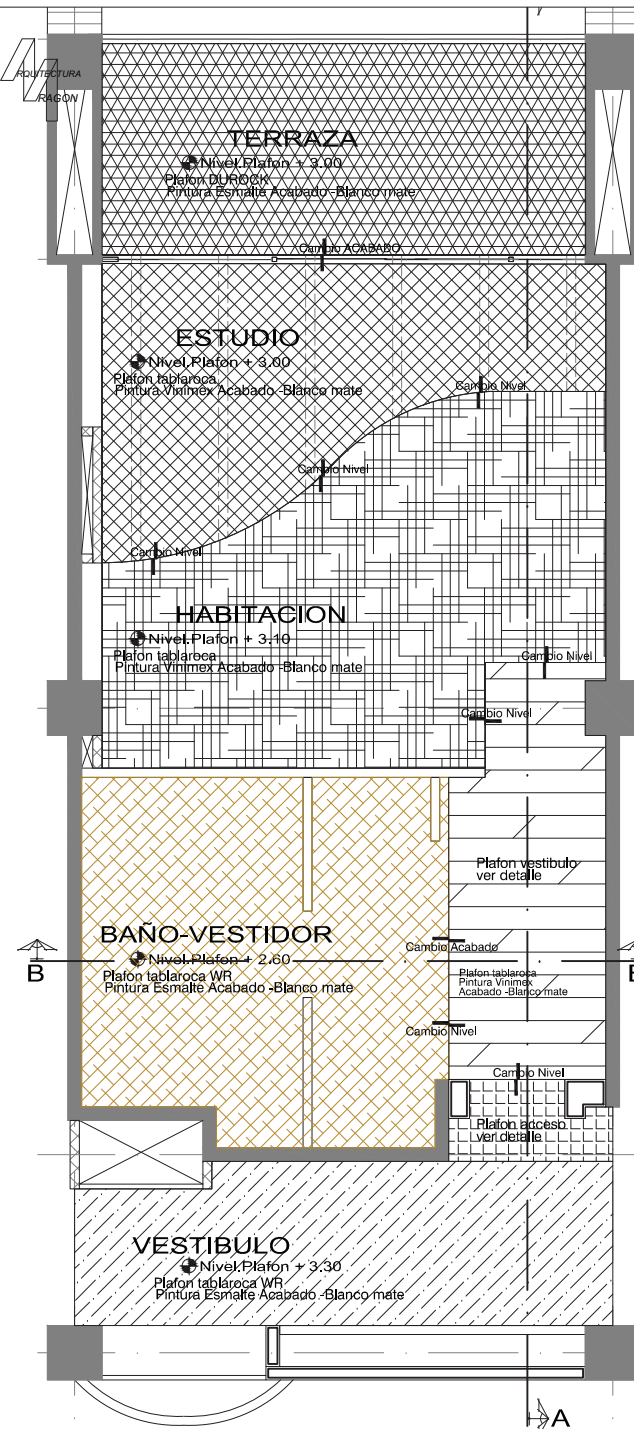 RQUITECTURA
RAGON
TERRAZA
Nivel.Plafon + 3.00
Plafon DUROCK
Pintura Esmalte Acabado -Blanco mate
Cambio ACABADO
ESTUDIO
Nivel.Plafon + 3.00
Plafon tablaroca
Pintura Vinimex Acabado -Blanco mate
Cambio Nivel
Cambio Nivel
Cambio Nivel
HABITACION
Nivel.Plafon + 3.10
Plafon tablaroca
Pintura Vinimex Acabado -Blanco mate
Cambio Nivel
Cambio Nivel
Plafon vestibulo
ver detalle
BAÑO-VESTIDOR
Nivel.Plafon + 2.60
Plafon tablaroca WR
Pintura Esmalte Acabado -Blanco mate
Cambio Acabado
B
Plafon tablaroca
Pintura Vinimex
Acabado -Blanco mate
Cambio Nivel
Cambio Nivel
Plafon acceso
ver detalle
VESTIBULO
Nivel.Plafon + 3.30
Plafon tablaroca WR
Pintura Esmalte Acabado -Blanco mate
A